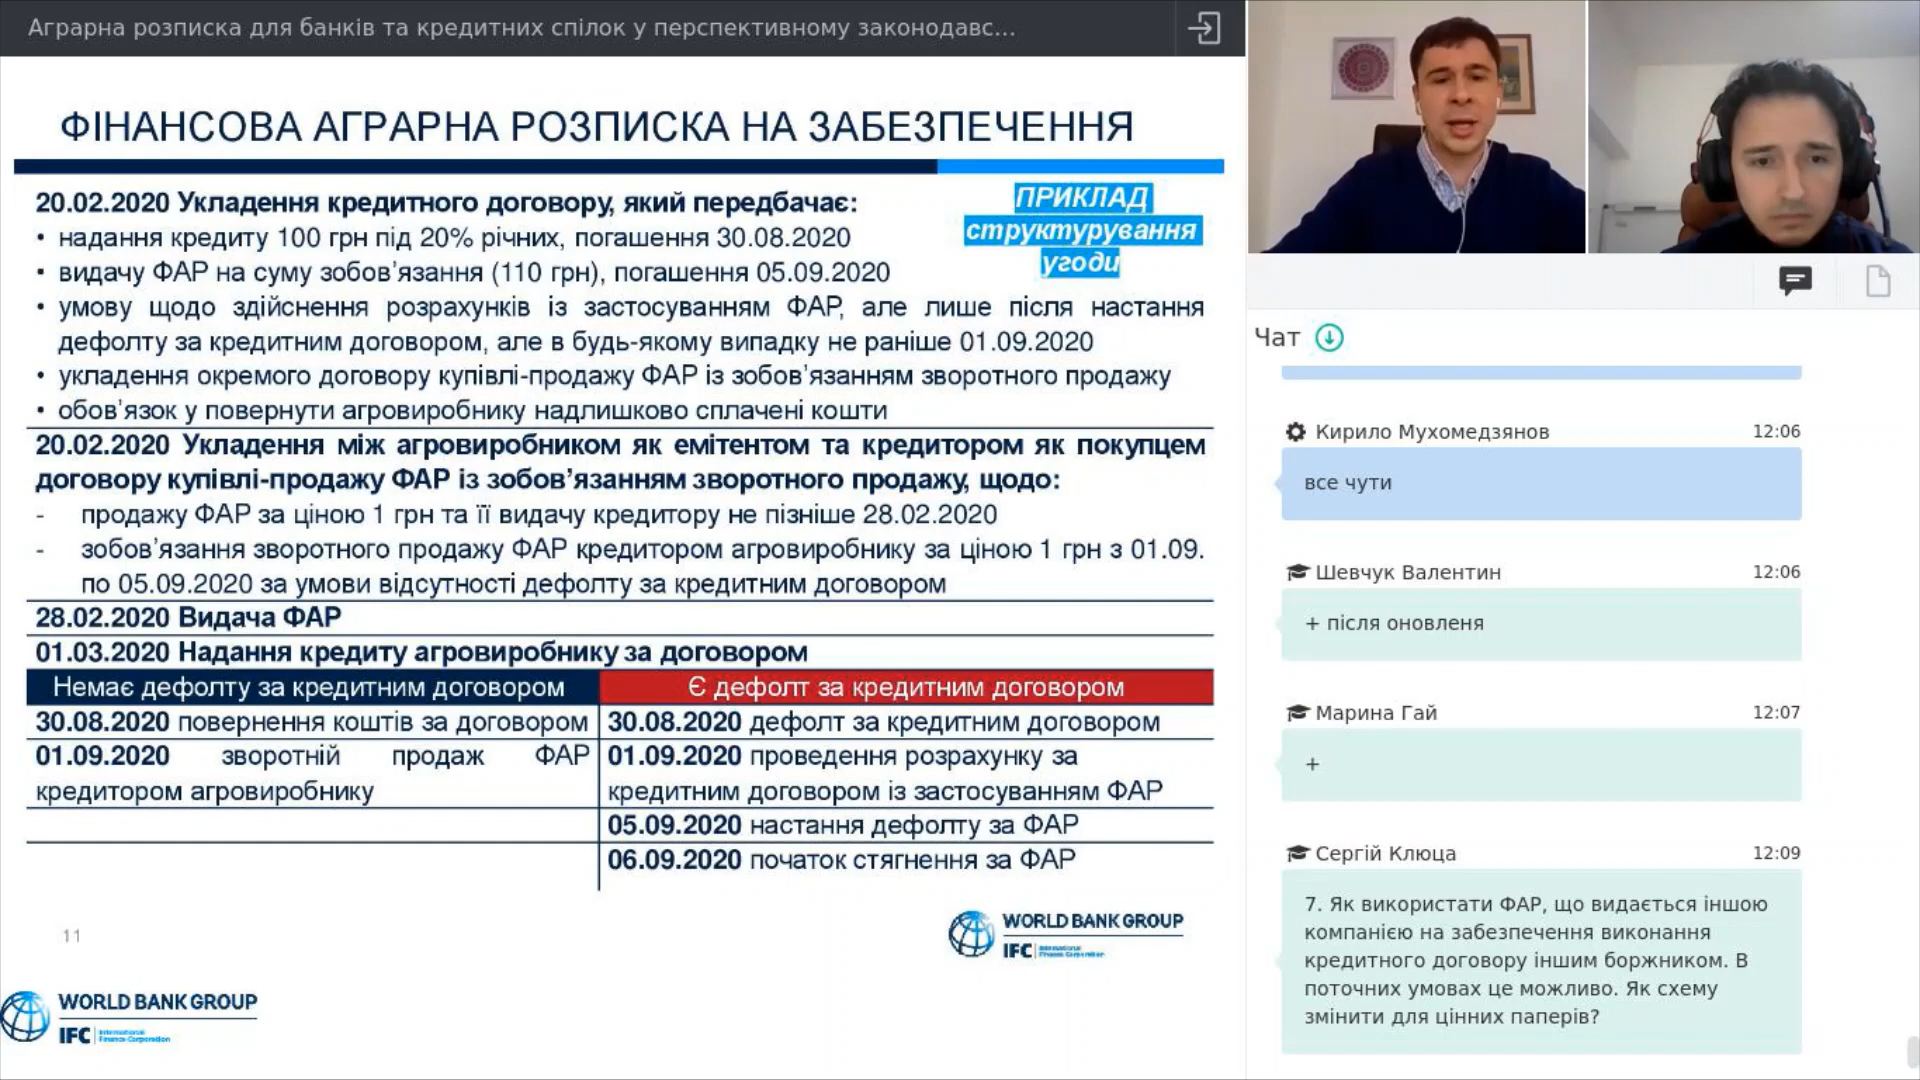 Аграрна розписка для банків та кредитних спілок у перспективному законодавс...
ФІНАНСОВА АГРАРНА РОЗПИСКА НА ЗАБЕЗПЕЧЕННЯ
ПРИКЛАД
структурування
угоди
20.02.2020 Укладення кредитного договору, який передбачає:
• надання кредиту 100 грн під 20% річних, погашення 30.08.2020
• видачу ФАР на суму зобов’язання (110 грн), погашення 05.09.2020
• умову щодо здійснення розрахунків із застосуванням ФАР, але лише після настання
дефолту за кредитним договором, але в будь-якому випадку не раніше 01.09.2020
• укладення окремого договору купівлі-продажу ФАР із зобов’язанням зворотного продажу
• обов’язок у повернути агровиробнику надлишково сплачені кошти
20.02.2020 Укладення між агровиробником як емітентом та кредитором як покупцем
договору купівлі-продажу ФАР із зобов’язанням зворотного продажу, щодо:
- продажу ФАР за ціною 1 грн та її видачу кредитору не пізніше 28.02.2020
- зобов’язання зворотного продажу ФАР кредитором агровиробнику за ціною 1 грн з 01.09.
по 05.09.2020 за умови відсутності дефолту за кредитним договором
28.02.2020 Видача ФАР
01.03.2020 Надання кредиту агровиробнику за договором
Немає дефолту за кредитним договором
Є дефолт за кредитним договором
30.08.2020 повернення коштів за договором
30.08.2020 дефолт за кредитним договором
01.09.2020 зворотній продаж ФАР
кредитором агровиробнику
01.09.2020 проведення розрахунку за
кредитним договором із застосуванням ФАР
05.09.2020 настання дефолту за ФАР
06.09.2020 початок стягнення за ФАР
11
WORLD BANK GROUP
IFC International
Finance Corporation
WORLD BANK GROUP
IFC International
Finance Corporation
Чат
Кирило Мухомедзянов 12:06
все чути
Шевчук Валентин 12:06
+ після оновленя
Марина Гай 12:07
+
Сергій Клюца 12:09
7. Як використати ФАР, що видається іншою
компанією на забезпечення виконання
кредитного договору іншим боржником. В
поточних умовах це можливо. Як схему
змінити для цінних паперів?